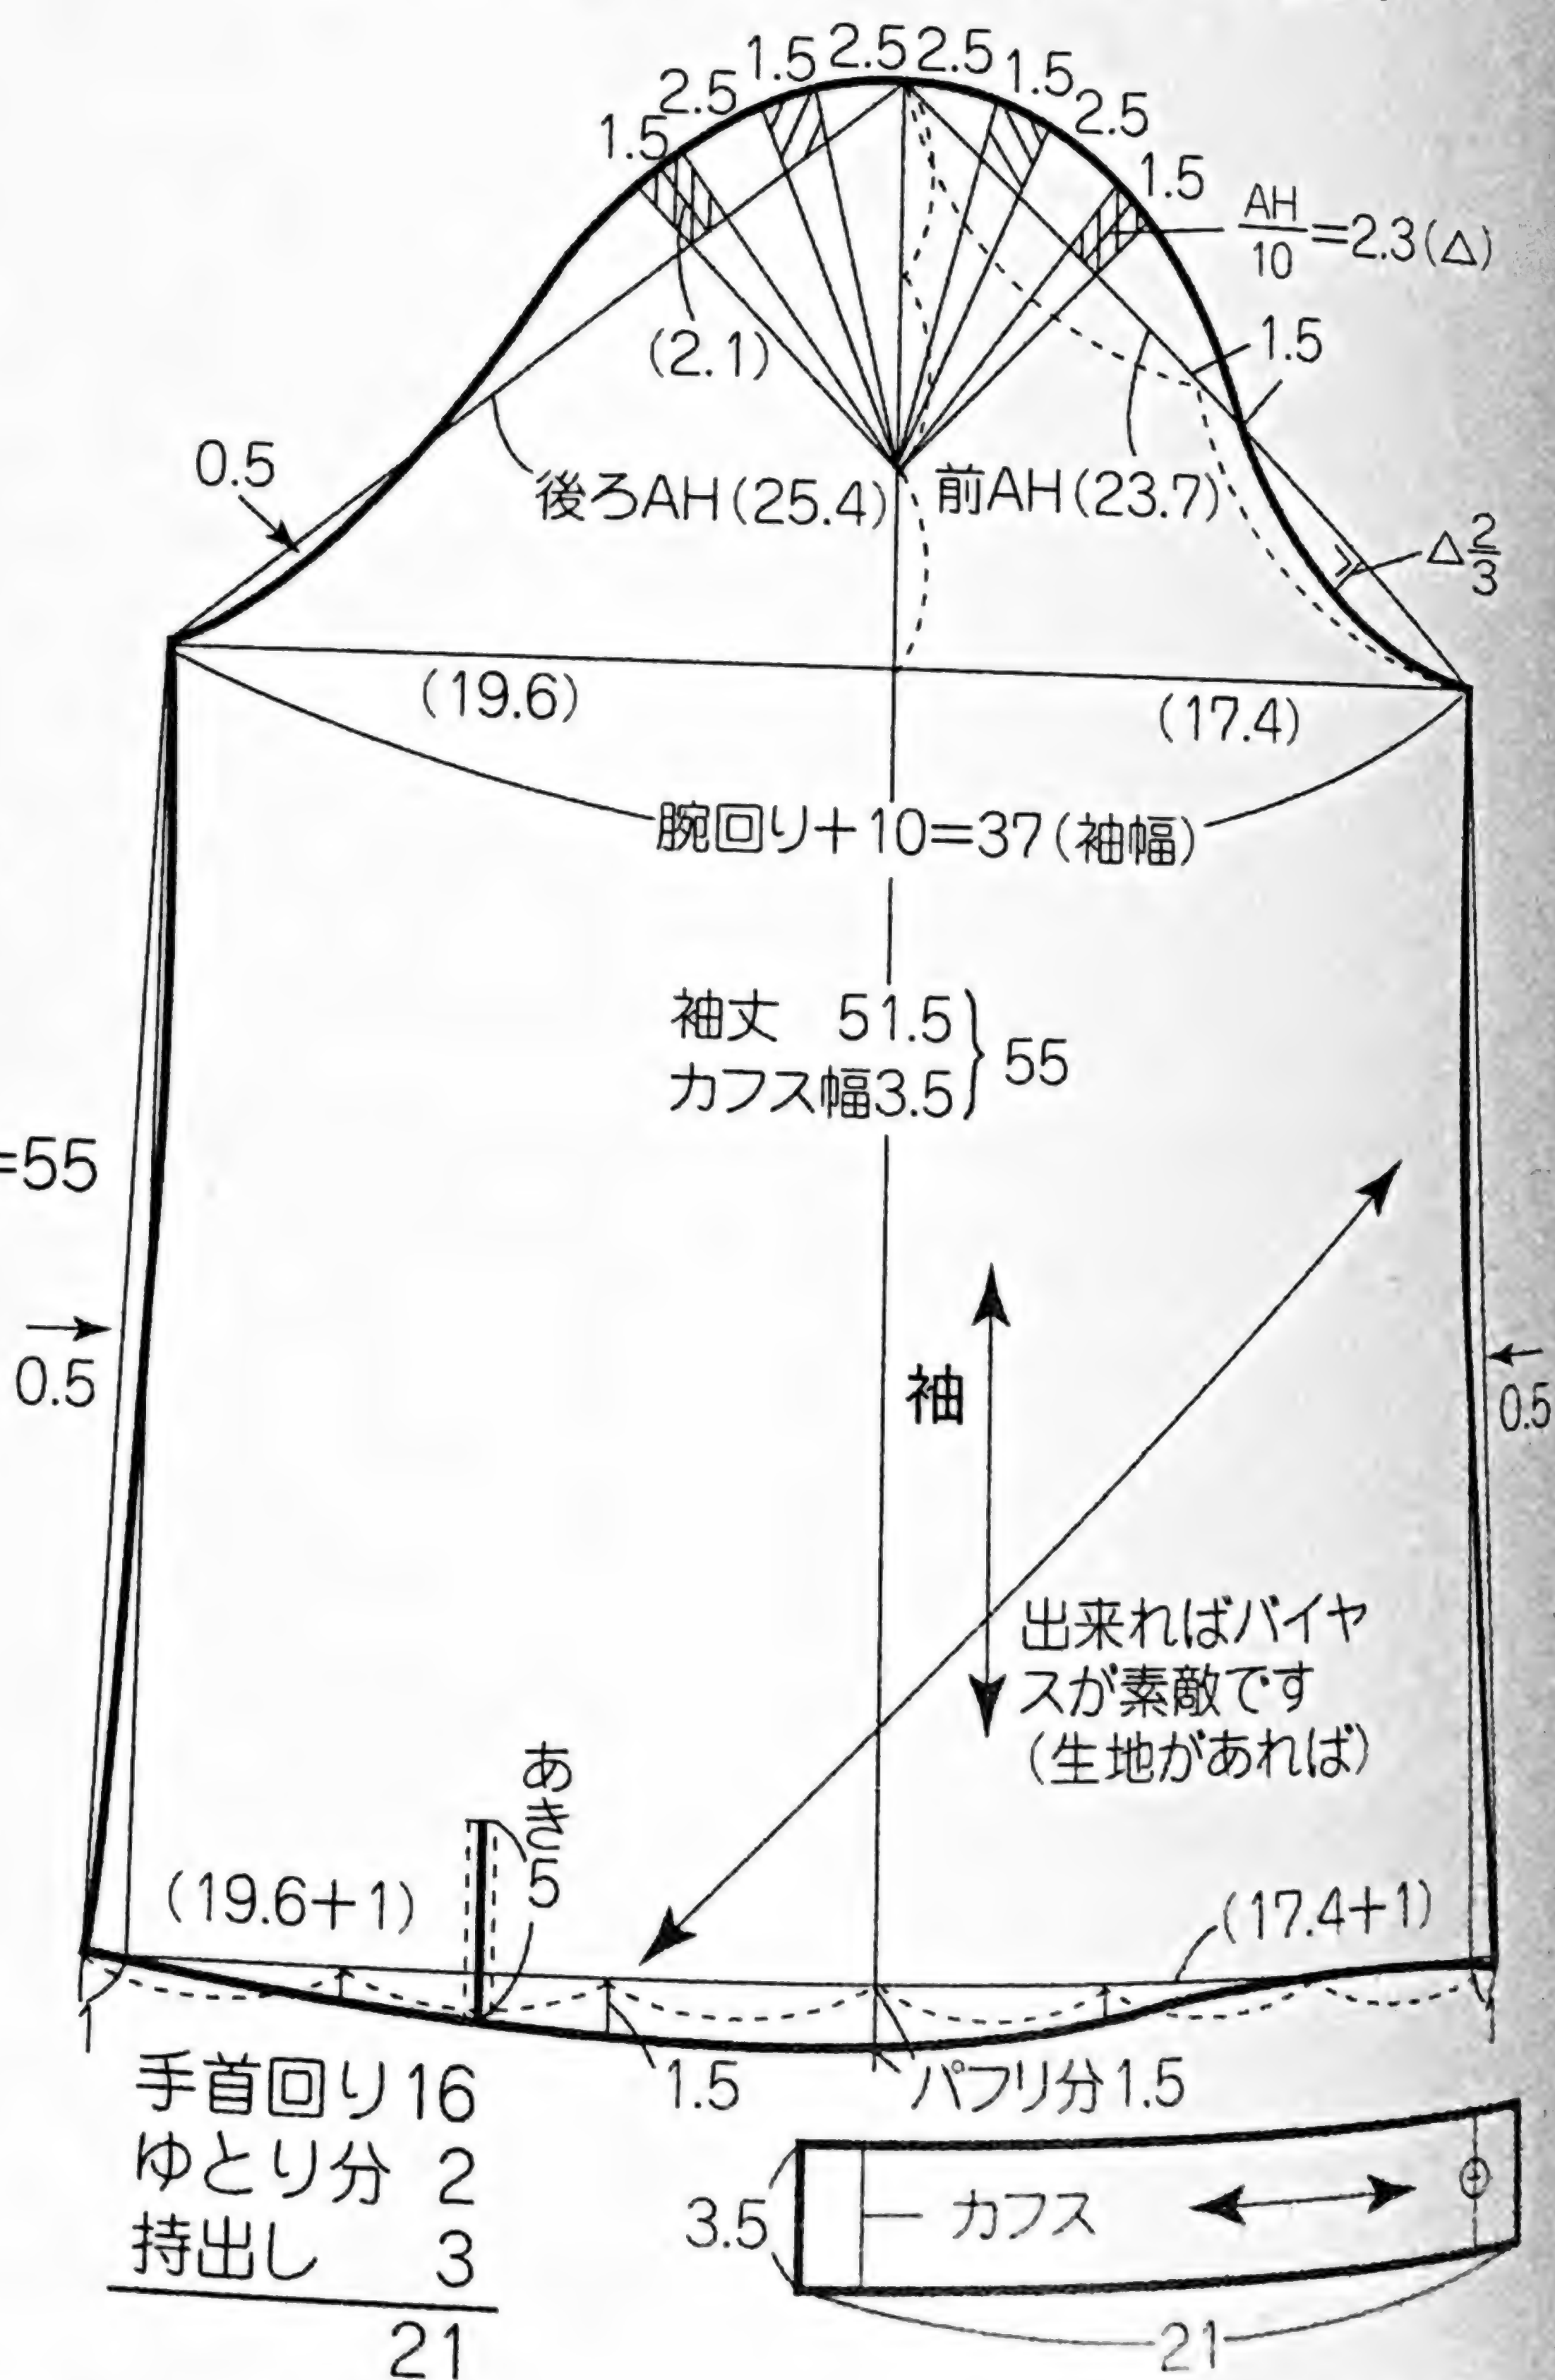 1.5 2.5 1.5 2.5 2.5 1.5 2.5 1.5
AH/10=2.3(△)
(2.1)
1.5
1.5
0.5
後ろAH(25.4)
前AH(23.7)
△2/3
(19.6)
(17.4)
腕回り+10=37(袖幅)
袖丈 51.5
カフス幅3.5
} 55
=55
0.5
0.5
袖
出来ればバイヤ
スが素敵です
(生地があれば)
あき
5
(19.6+1)
(17.4+1)
1
1
1.5
パフリ分1.5
手首回り16
ゆとり分 2
持出し 3
21
3.5
カフス
21